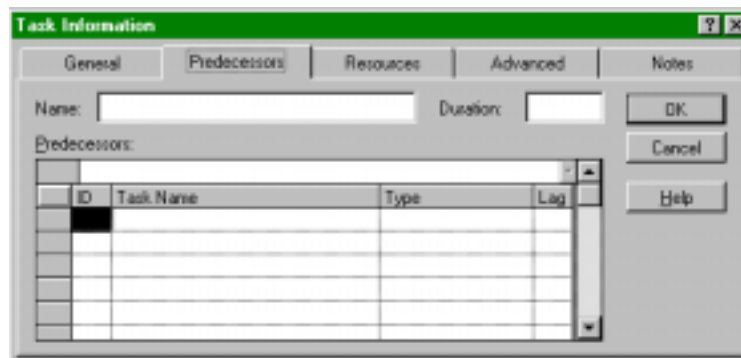 Task Information ? X
General Predecessors Resources Advanced Notes
Name: Duration: OK
Predecessors: Cancel
ID Task Name Type Lag Help